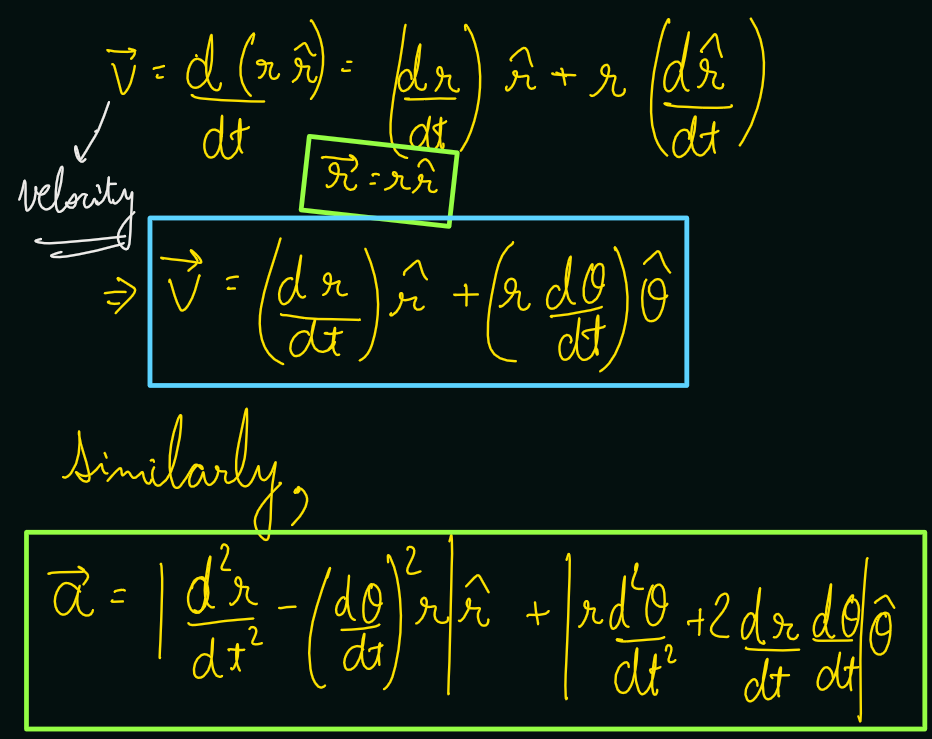 $\vec{v} = \frac{d(r\hat{r})}{dt} = \left(\frac{dr}{dt}\right)\hat{r} + r\left(\frac{d\hat{r}}{dt}\right)$
velocity
$\vec{r} = r\hat{r}$
$\Rightarrow \vec{v} = \left(\frac{dr}{dt}\right)\hat{r} + \left(r\frac{d\theta}{dt}\right)\hat{\theta}$
Similarly,
$\vec{a} = \left|\frac{d^2r}{dt^2} - \left(\frac{d\theta}{dt}\right)^2 r\right|\hat{r} + \left|r\frac{d^2\theta}{dt^2} + 2\frac{dr}{dt}\frac{d\theta}{dt}\right|\hat{\theta}$